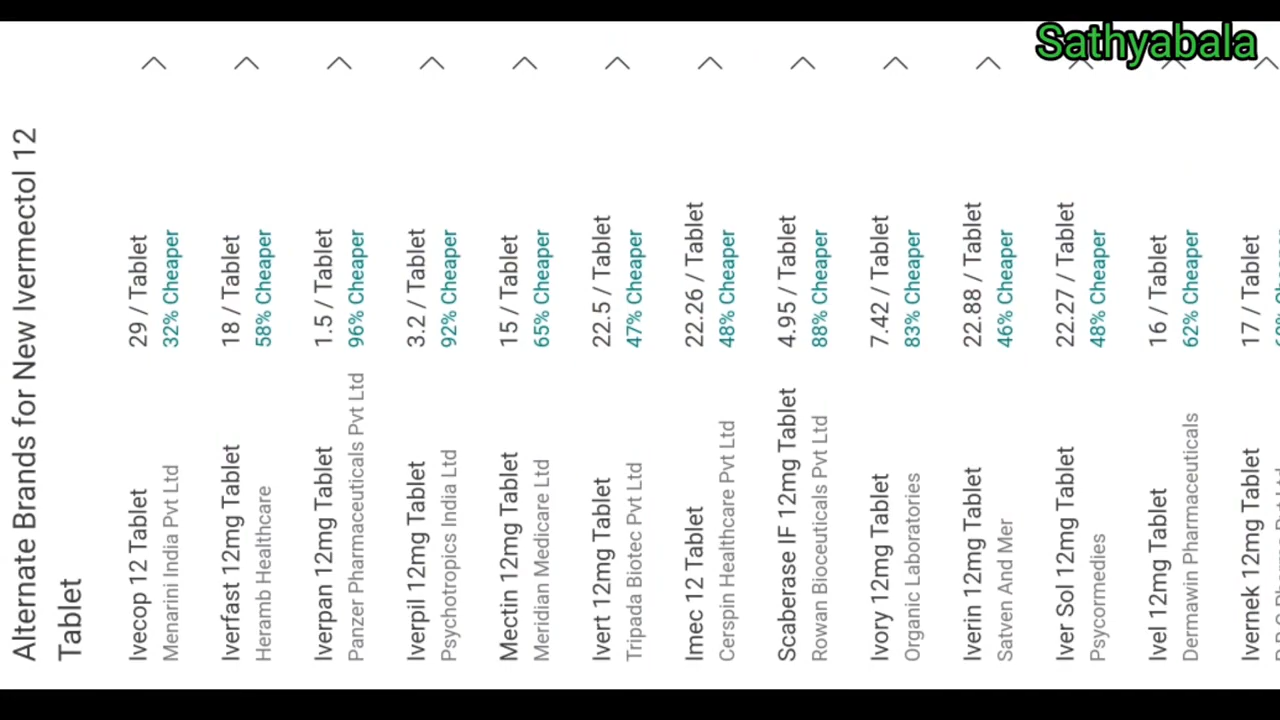 Sathyabala
Alternate Brands for New Ivermectol 12
Tablet
Ivecop 12 Tablet 29 / Tablet
Menarini India Pvt Ltd 32% Cheaper
Iverfast 12mg Tablet 18 / Tablet
Heramb Healthcare 58% Cheaper
Iverpan 12mg Tablet 1.5 / Tablet
Panzer Pharmaceuticals Pvt Ltd 96% Cheaper
Iverpil 12mg Tablet 3.2 / Tablet
Psychotropics India Ltd 92% Cheaper
Mectin 12mg Tablet 15 / Tablet
Meridian Medicare Ltd 65% Cheaper
Ivert 12mg Tablet 22.5 / Tablet
Tripada Biotec Pvt Ltd 47% Cheaper
Imec 12 Tablet 22.26 / Tablet
Cerspin Healthcare Pvt Ltd 48% Cheaper
Scaberase IF 12mg Tablet 4.95 / Tablet
Rowan Bioceuticals Pvt Ltd 88% Cheaper
Ivory 12mg Tablet 7.42 / Tablet
Organic Laboratories 83% Cheaper
Iverin 12mg Tablet 22.88 / Tablet
Satven And Mer 46% Cheaper
Iver Sol 12mg Tablet 22.27 / Tablet
Psycormedies 48% Cheaper
Ivel 12mg Tablet 16 / Tablet
Dermawin Pharmaceuticals 62% Cheaper
Ivernek 12mg Tablet 17 / Tablet